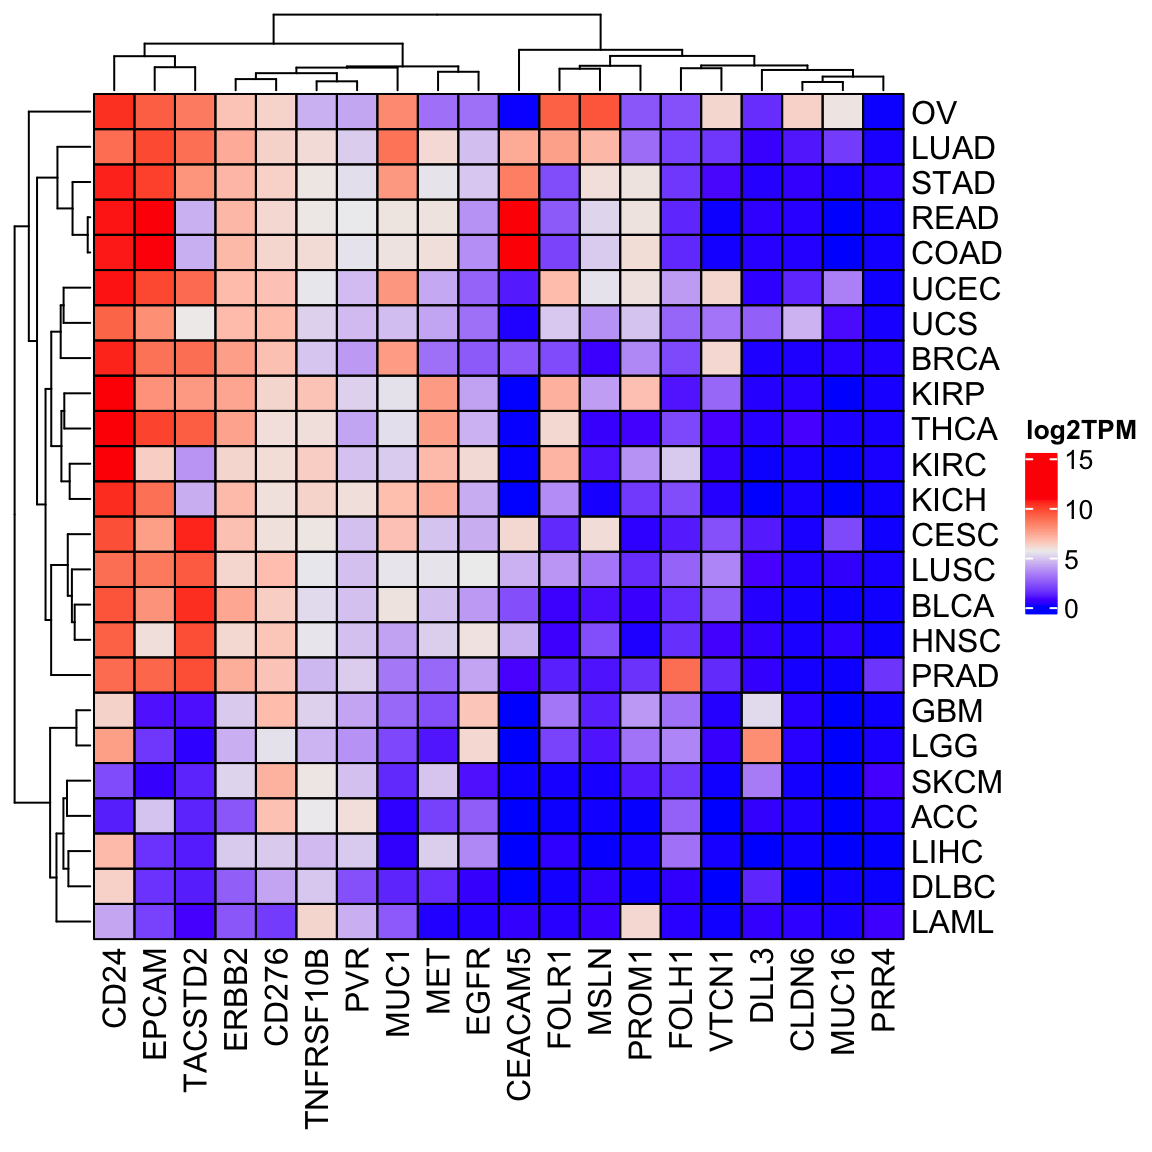 OV
LUAD
STAD
READ
COAD
UCEC
UCS
BRCA
KIRP
THCA
KIRC
KICH
CESC
LUSC
BLCA
HNSC
PRAD
GBM
LGG
SKCM
ACC
LIHC
DLBC
LAML
CD24
EPCAM
TACSTD2
ERBB2
CD276
TNFRSF10B
PVR
MUC1
MET
EGFR
CEACAM5
FOLR1
MSLN
PROM1
FOLH1
VTCN1
DLL3
CLDN6
MUC16
PRR4
log2TPM
15
10
5
0